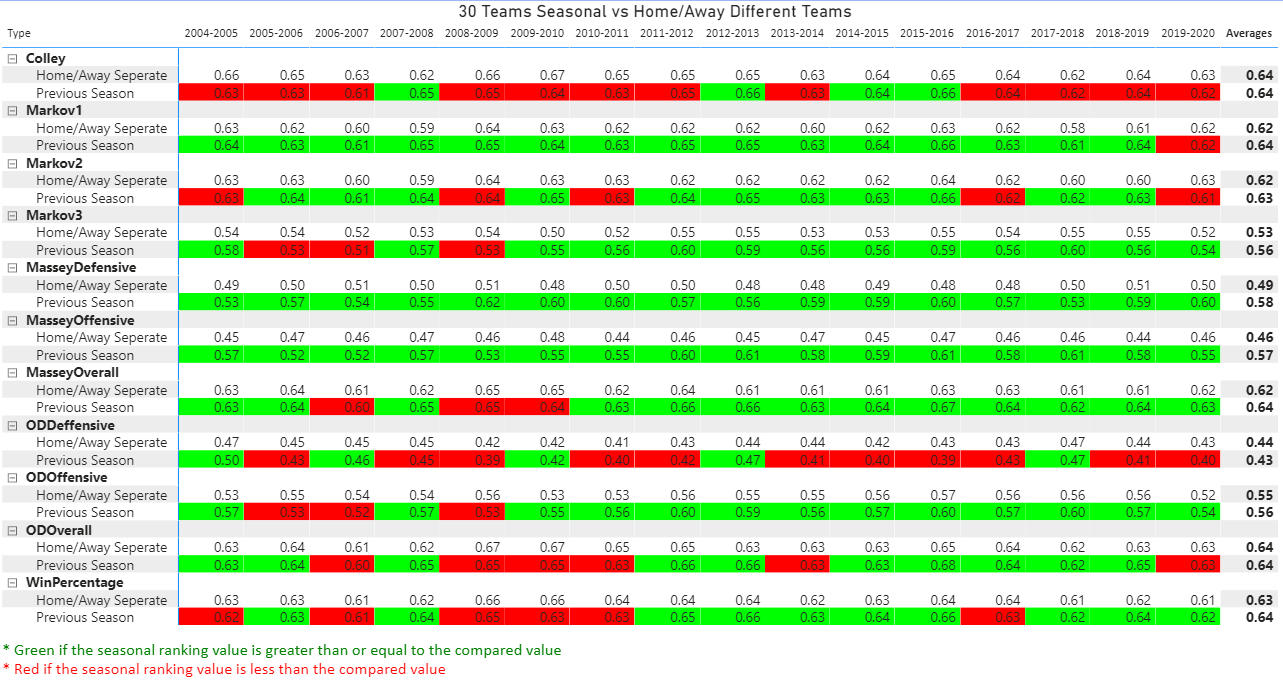 30 Teams Seasonal vs Home/Away Different Teams
Type 2004-2005 2005-2006 2006-2007 2007-2008 2008-2009 2009-2010 2010-2011 2011-2012 2012-2013 2013-2014 2014-2015 2015-2016 2016-2017 2017-2018 2018-2019 2019-2020 Averages
Colley
Home/Away Seperate 0.66 0.65 0.63 0.62 0.66 0.67 0.65 0.65 0.65 0.63 0.64 0.65 0.64 0.62 0.64 0.63 0.64
Previous Season 0.63 0.63 0.61 0.65 0.65 0.64 0.63 0.65 0.66 0.63 0.64 0.66 0.64 0.62 0.64 0.62 0.64
Markov1
Home/Away Seperate 0.63 0.62 0.60 0.59 0.64 0.63 0.62 0.62 0.62 0.60 0.62 0.63 0.62 0.58 0.61 0.62 0.62
Previous Season 0.64 0.63 0.61 0.65 0.65 0.64 0.63 0.65 0.65 0.63 0.64 0.66 0.63 0.61 0.64 0.62 0.64
Markov2
Home/Away Seperate 0.63 0.63 0.60 0.59 0.64 0.63 0.63 0.62 0.62 0.62 0.62 0.64 0.62 0.60 0.60 0.63 0.62
Previous Season 0.63 0.64 0.61 0.64 0.64 0.65 0.63 0.64 0.65 0.63 0.63 0.66 0.62 0.62 0.63 0.61 0.63
Markov3
Home/Away Seperate 0.54 0.54 0.52 0.53 0.54 0.50 0.52 0.55 0.55 0.53 0.53 0.55 0.54 0.55 0.55 0.52 0.53
Previous Season 0.58 0.53 0.51 0.57 0.53 0.55 0.56 0.60 0.59 0.56 0.56 0.59 0.56 0.60 0.56 0.54 0.56
MasseyDefensive
Home/Away Seperate 0.49 0.50 0.51 0.50 0.51 0.48 0.50 0.50 0.48 0.48 0.49 0.48 0.48 0.50 0.51 0.50 0.49
Previous Season 0.53 0.57 0.54 0.55 0.62 0.60 0.60 0.57 0.56 0.59 0.59 0.60 0.57 0.53 0.59 0.60 0.58
MasseyOffensive
Home/Away Seperate 0.45 0.47 0.46 0.47 0.46 0.48 0.44 0.46 0.45 0.47 0.45 0.47 0.46 0.46 0.44 0.46 0.46
Previous Season 0.57 0.52 0.52 0.57 0.53 0.55 0.55 0.60 0.61 0.58 0.59 0.61 0.58 0.61 0.58 0.55 0.57
MasseyOverall
Home/Away Seperate 0.63 0.64 0.61 0.62 0.65 0.65 0.62 0.64 0.61 0.61 0.61 0.63 0.63 0.61 0.61 0.62 0.62
Previous Season 0.63 0.64 0.60 0.65 0.65 0.64 0.63 0.66 0.66 0.63 0.64 0.67 0.64 0.62 0.64 0.63 0.64
ODDeffensive
Home/Away Seperate 0.47 0.45 0.45 0.45 0.42 0.42 0.41 0.43 0.44 0.44 0.42 0.43 0.43 0.47 0.44 0.43 0.44
Previous Season 0.50 0.43 0.46 0.45 0.39 0.42 0.40 0.42 0.47 0.41 0.40 0.39 0.43 0.47 0.41 0.40 0.43
ODOffensive
Home/Away Seperate 0.53 0.55 0.54 0.54 0.56 0.53 0.53 0.56 0.55 0.55 0.56 0.57 0.56 0.56 0.56 0.52 0.55
Previous Season 0.57 0.53 0.52 0.57 0.53 0.55 0.56 0.60 0.59 0.56 0.57 0.60 0.57 0.60 0.57 0.54 0.56
ODOverall
Home/Away Seperate 0.63 0.64 0.61 0.62 0.67 0.67 0.65 0.65 0.63 0.63 0.63 0.65 0.64 0.62 0.63 0.63 0.64
Previous Season 0.63 0.64 0.60 0.65 0.65 0.65 0.63 0.66 0.66 0.63 0.63 0.68 0.64 0.62 0.65 0.63 0.64
WinPercentage
Home/Away Seperate 0.63 0.63 0.61 0.62 0.66 0.66 0.64 0.64 0.64 0.62 0.63 0.64 0.64 0.61 0.62 0.61 0.63
Previous Season 0.62 0.63 0.61 0.64 0.65 0.63 0.63 0.65 0.66 0.63 0.64 0.66 0.63 0.62 0.64 0.62 0.64
* Green if the seasonal ranking value is greater than or equal to the compared value
* Red if the seasonal ranking value is less than the compared value